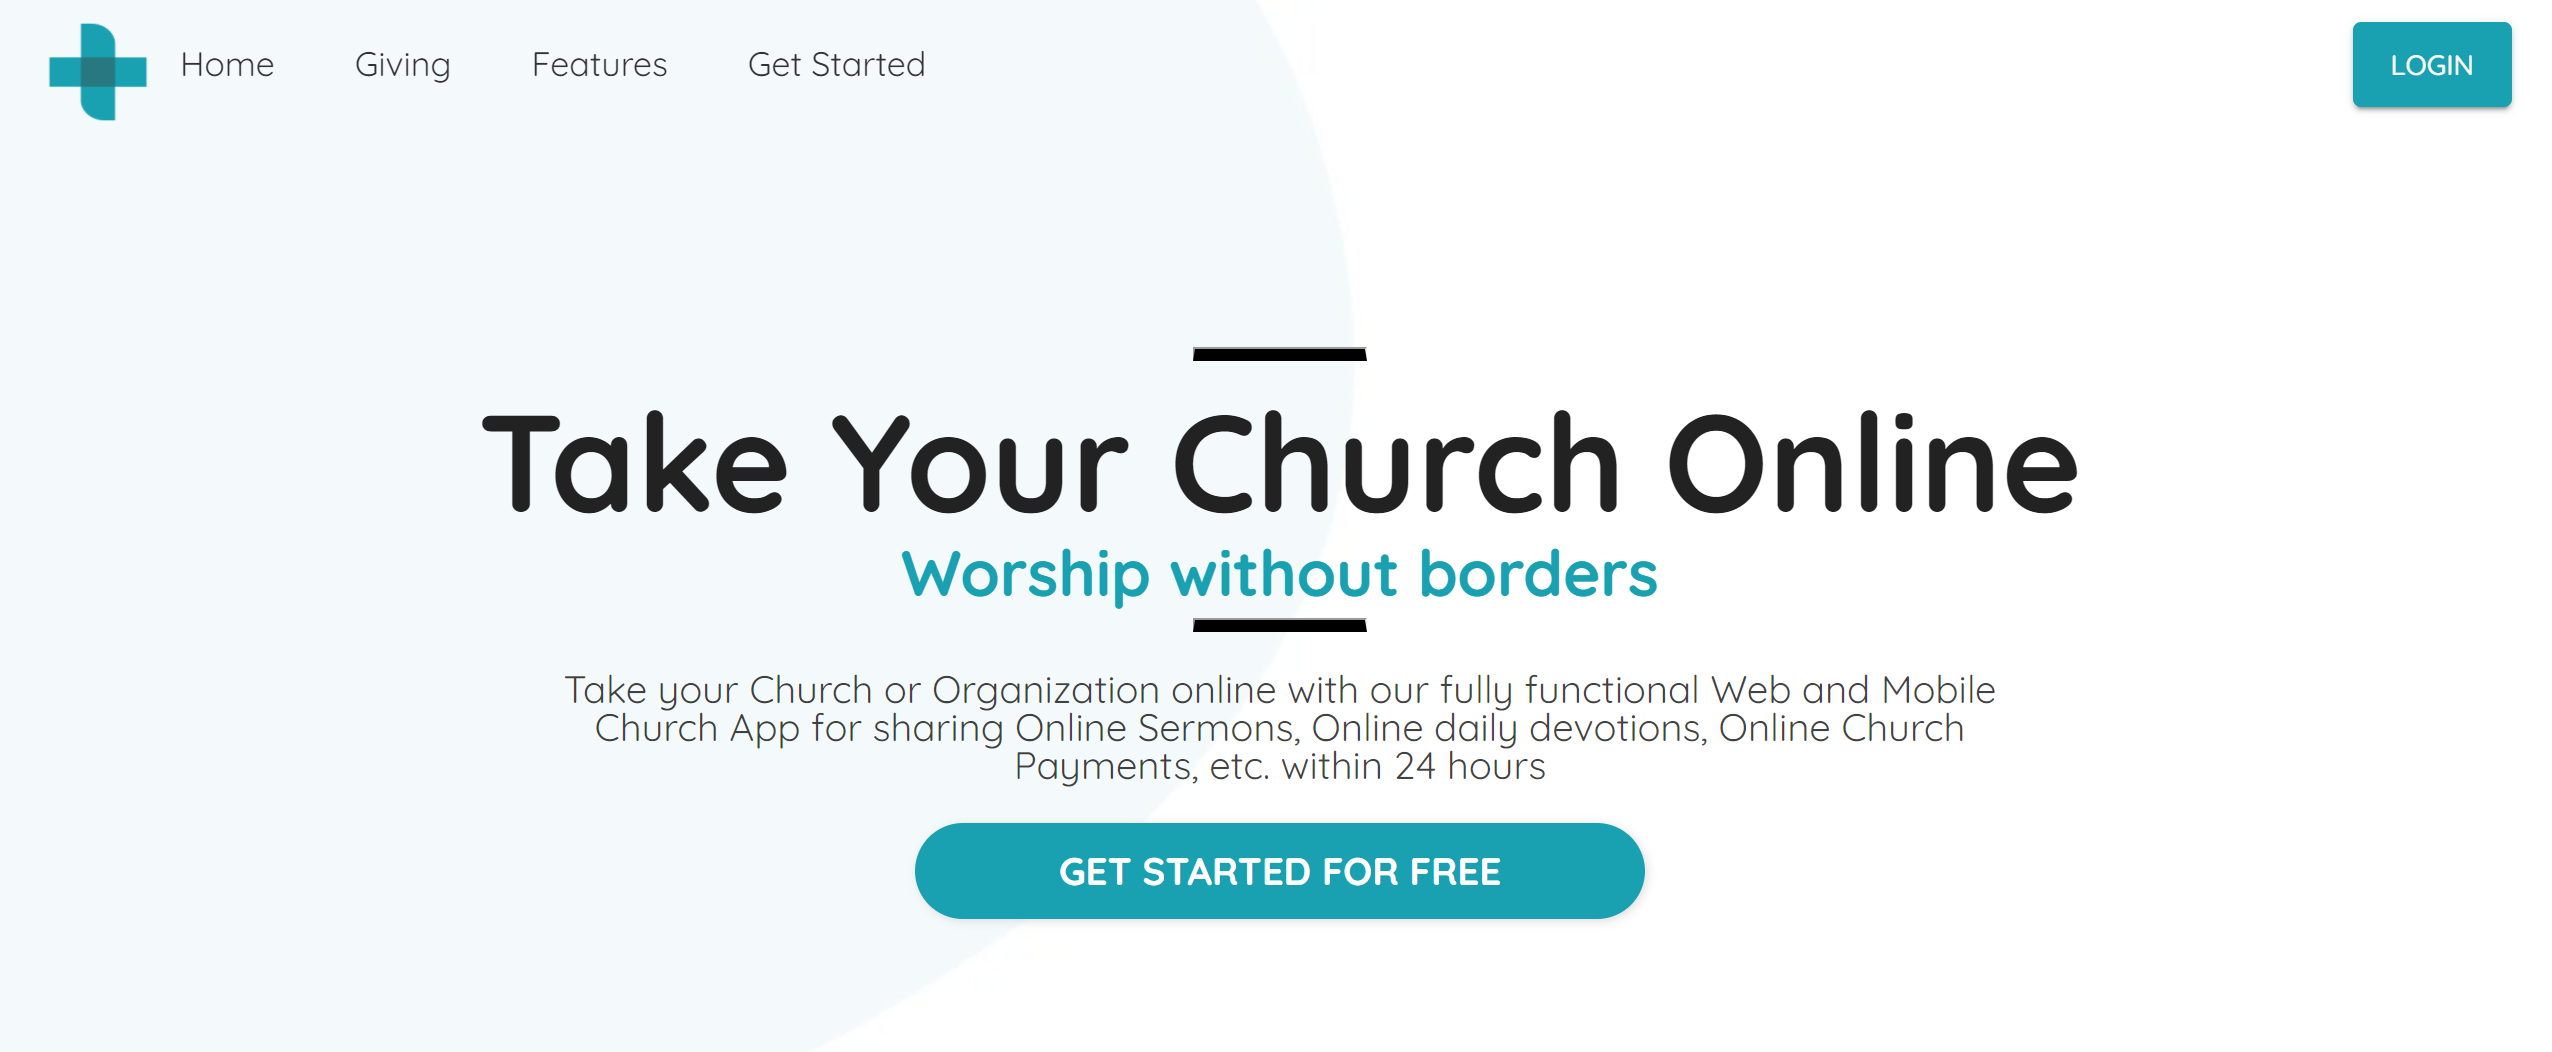 Home
Giving
Features
Get Started
LOGIN
Take Your Church Online
Worship without borders
Take your Church or Organization online with our fully functional Web and Mobile
Church App for sharing Online Sermons, Online daily devotions, Online Church
Payments, etc. within 24 hours
GET STARTED FOR FREE